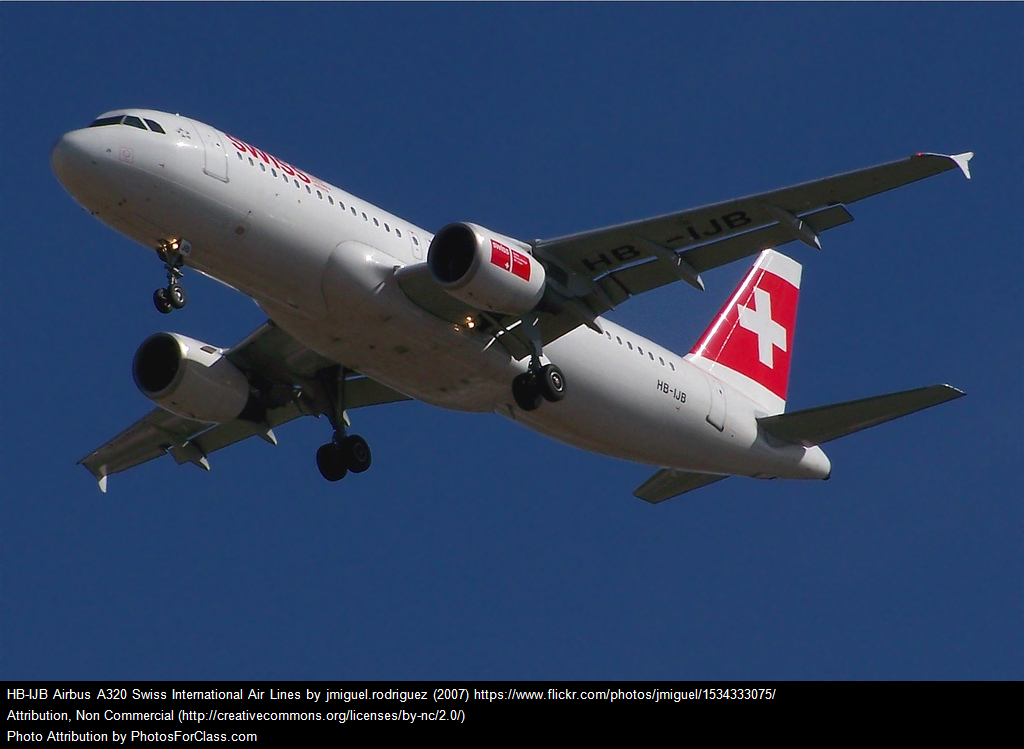 SWISS
swiss
HB-IJB
HB-IJB
HB-IJB Airbus A320 Swiss International Air Lines by jmiguel.rodriguez (2007) https://www.flickr.com/photos/jmiguel/1534333075/
Attribution, Non Commercial (http://creativecommons.org/licenses/by-nc/2.0/)
Photo Attribution by PhotosForClass.com